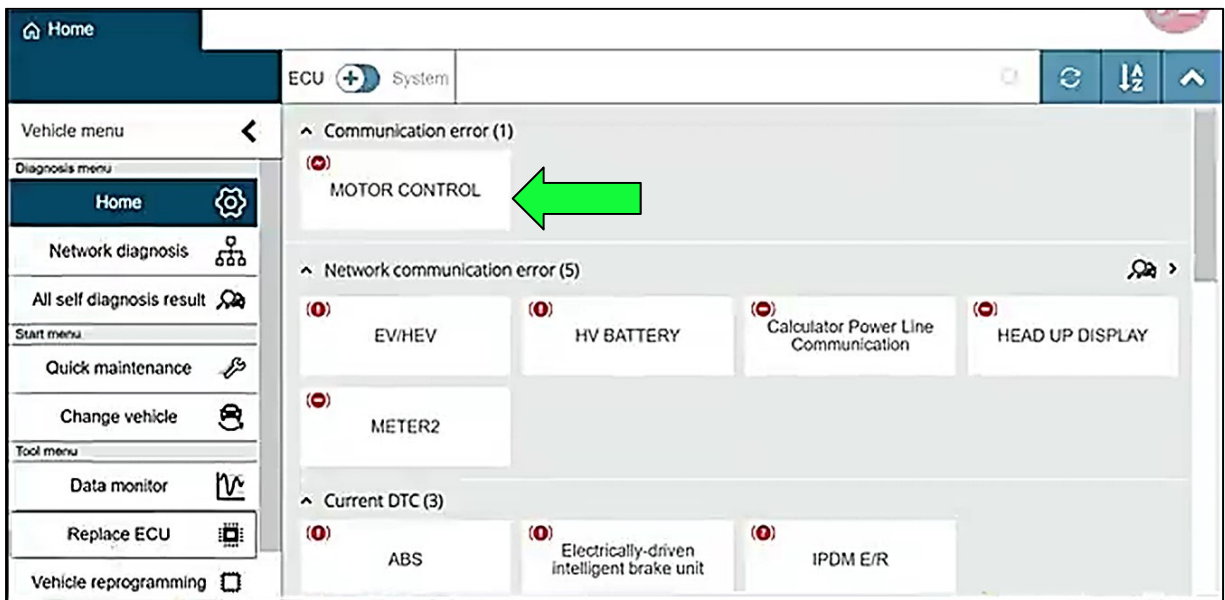 Home
ECU System
Vehicle menu
Communication error (1)
Diagnosis menu
MOTOR CONTROL
Home
Network diagnosis
Network communication error (5)
All self diagnosis result
EV/HEV
HV BATTERY
Calculator Power Line
Communication
HEAD UP DISPLAY
Start menu
Quick maintenance
Change vehicle
METER2
Tool menu
Data monitor
Current DTC (3)
Replace ECU
ABS
Electrically-driven
intelligent brake unit
IPDM E/R
Vehicle reprogramming